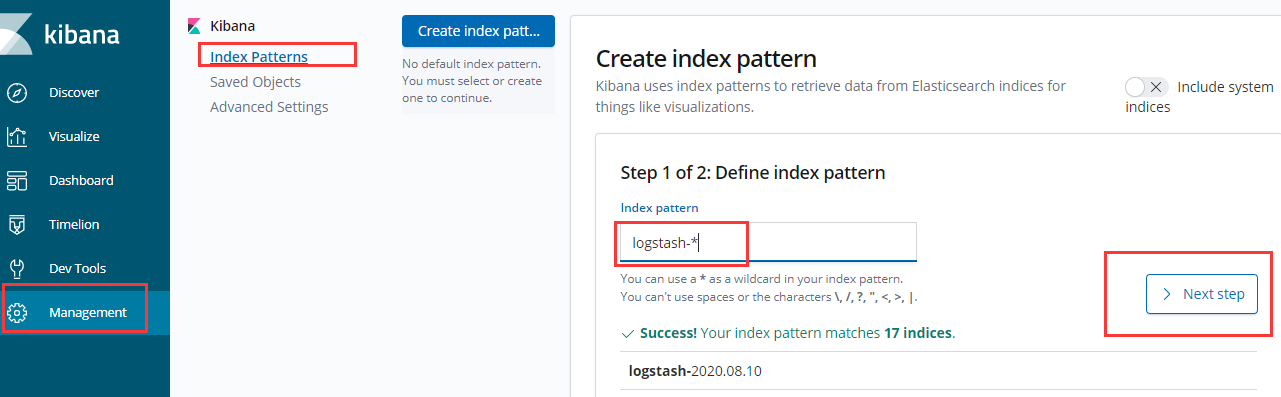 kibana
Discover
Visualize
Dashboard
Timelion
Dev Tools
Management
Kibana
Index Patterns
Saved Objects
Advanced Settings
Create index patt...
No default index pattern.
You must select or create
one to continue.
Create index pattern
Kibana uses index patterns to retrieve data from Elasticsearch indices for
things like visualizations.
Include system
indices
Step 1 of 2: Define index pattern
Index pattern
logstash-*
You can use a * as a wildcard in your index pattern.
You can't use spaces or the characters \, /, ?, ", <, >, |.
Next step
Success! Your index pattern matches 17 indices.
logstash-2020.08.10